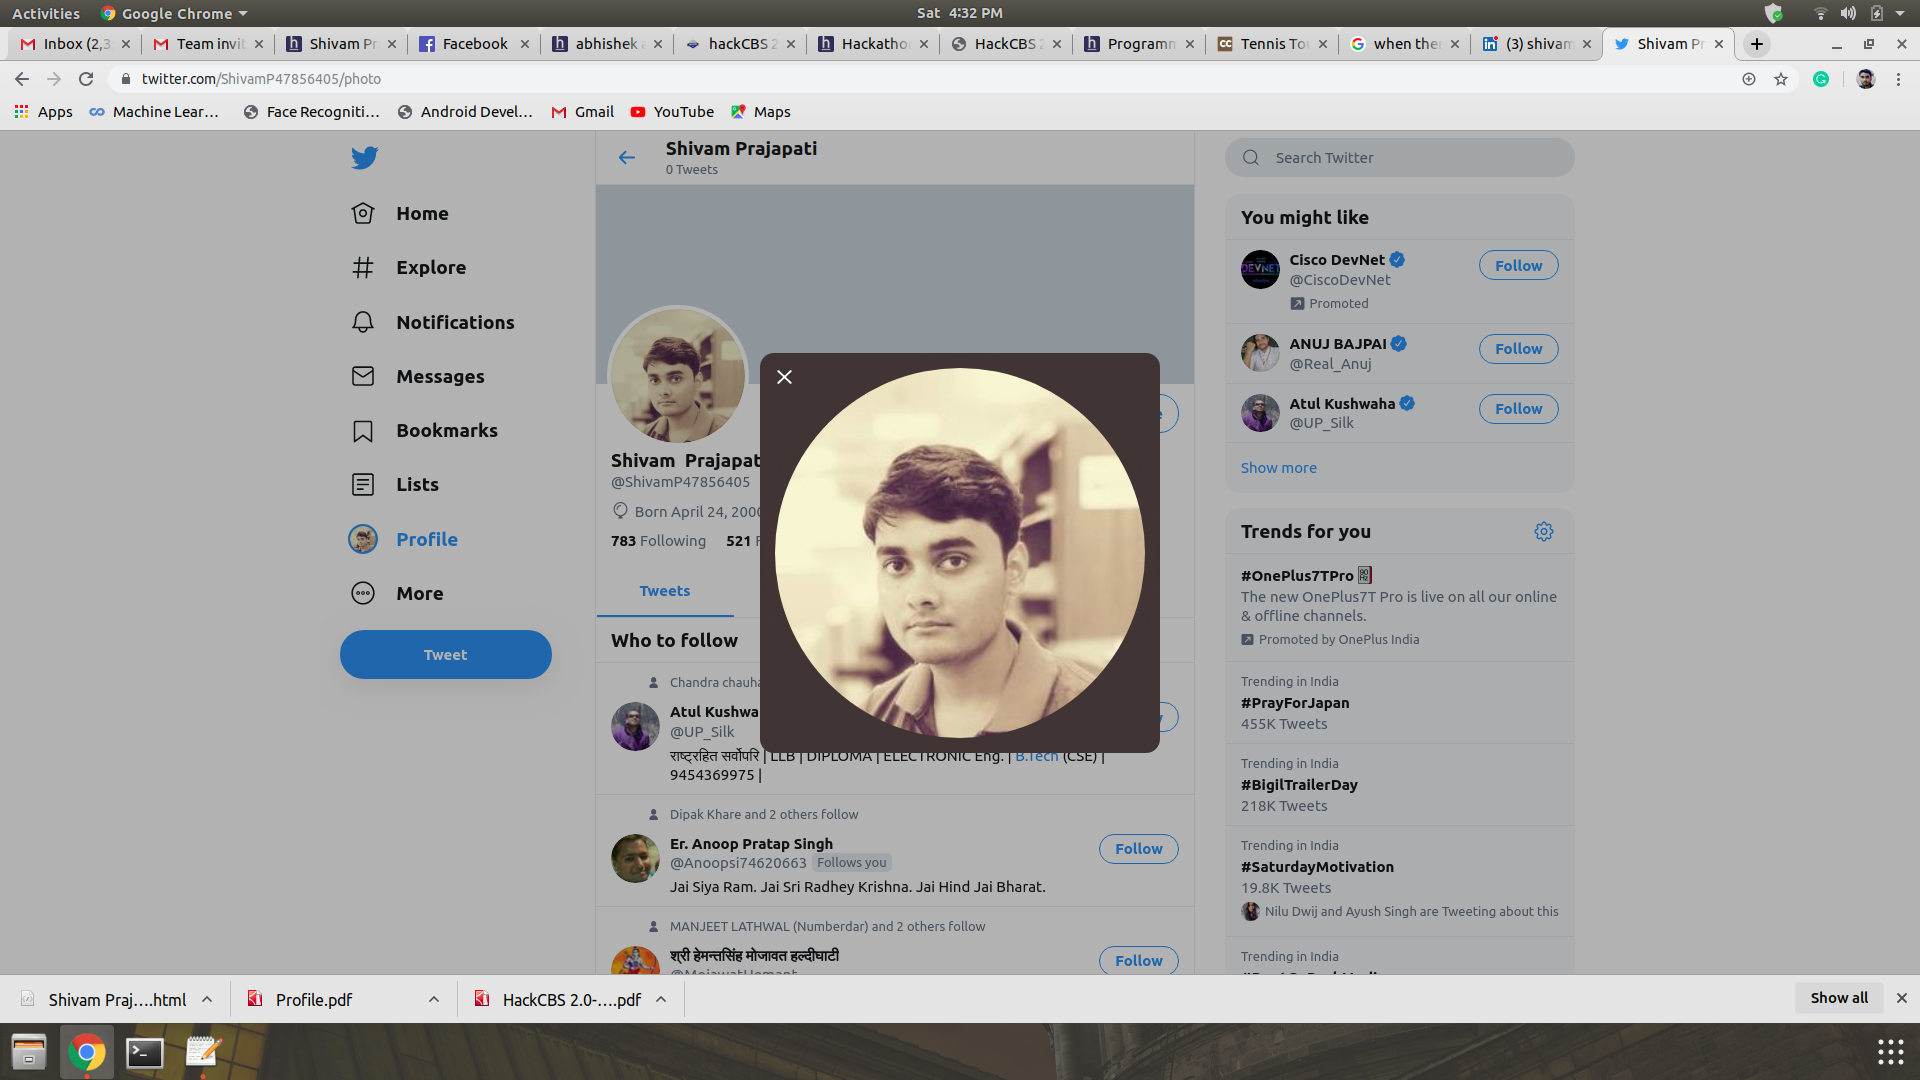 Activities Google Chrome Sat 4:32 PM
Inbox (2,3 Team invit Shivam Pr Facebook abhishek a hackCBS 2 Hackatho HackCBS 2 Programm Tennis Tou when the (3) shivam Shivam Pr
twitter.com/ShivamP47856405/photo
Apps Machine Lear... Face Recogniti... Android Devel... Gmail YouTube Maps
Shivam Prajapati
0 Tweets
Home
Explore
Notifications
Messages
Bookmarks
Lists
Profile
More
Tweet
Shivam Prajapat
@ShivamP47856405
Born April 24, 2000
783 Following 521 F
Tweets
Who to follow
Chandra chauha
Atul Kushwa
@UP_Silk
राष्ट्रहित सर्वोपरि | LLB | DIPLOMA | ELECTRONIC Eng. | B.Tech (CSE) |
9454369975 |
Dipak Khare and 2 others follow
Er. Anoop Pratap Singh
@Anoopsi74620663 Follows you
Follow
Jai Siya Ram. Jai Sri Radhey Krishna. Jai Hind Jai Bharat.
MANJEET LATHWAL (Numberdar) and 2 others follow
श्री हेमन्तसिंह मोजावत हल्दीघाटी
Follow
Search Twitter
You might like
Cisco DevNet
@CiscoDevNet
Follow
Promoted
ANUJ BAJPAI
@Real_Anuj
Follow
Atul Kushwaha
@UP_Silk
Follow
Show more
Trends for you
#OnePlus7TPro
The new OnePlus7T Pro is live on all our online
& offline channels.
Promoted by OnePlus India
Trending in India
#PrayForJapan
455K Tweets
Trending in India
#BigilTrailerDay
218K Tweets
Trending in India
#SaturdayMotivation
19.8K Tweets
Nilu Dwij and Ayush Singh are Tweeting about this
Trending in India
Shivam Praj....html Profile.pdf HackCBS 2.0-....pdf Show all